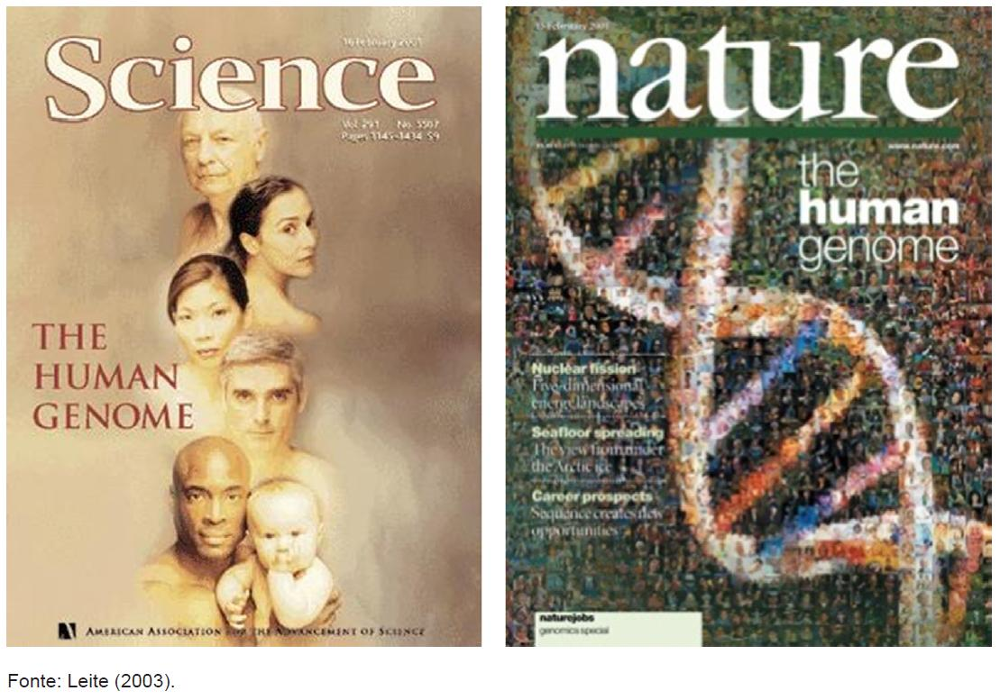 16 February 2001
Science
Vol. 291 No. 5507
Pages 1145–1434 $9
THE
HUMAN
GENOME
AMERICAN ASSOCIATION FOR THE ADVANCEMENT OF SCIENCE
15 February 2001
nature
www.nature.com
the
human
genome
Nuclear fission
Five-dimensional
energy landscapes
Seafloor spreading
The view from under
the Arctic ice
Career prospects
Sequence creates new
opportunities
naturejobs
genomics special
Fonte: Leite (2003).